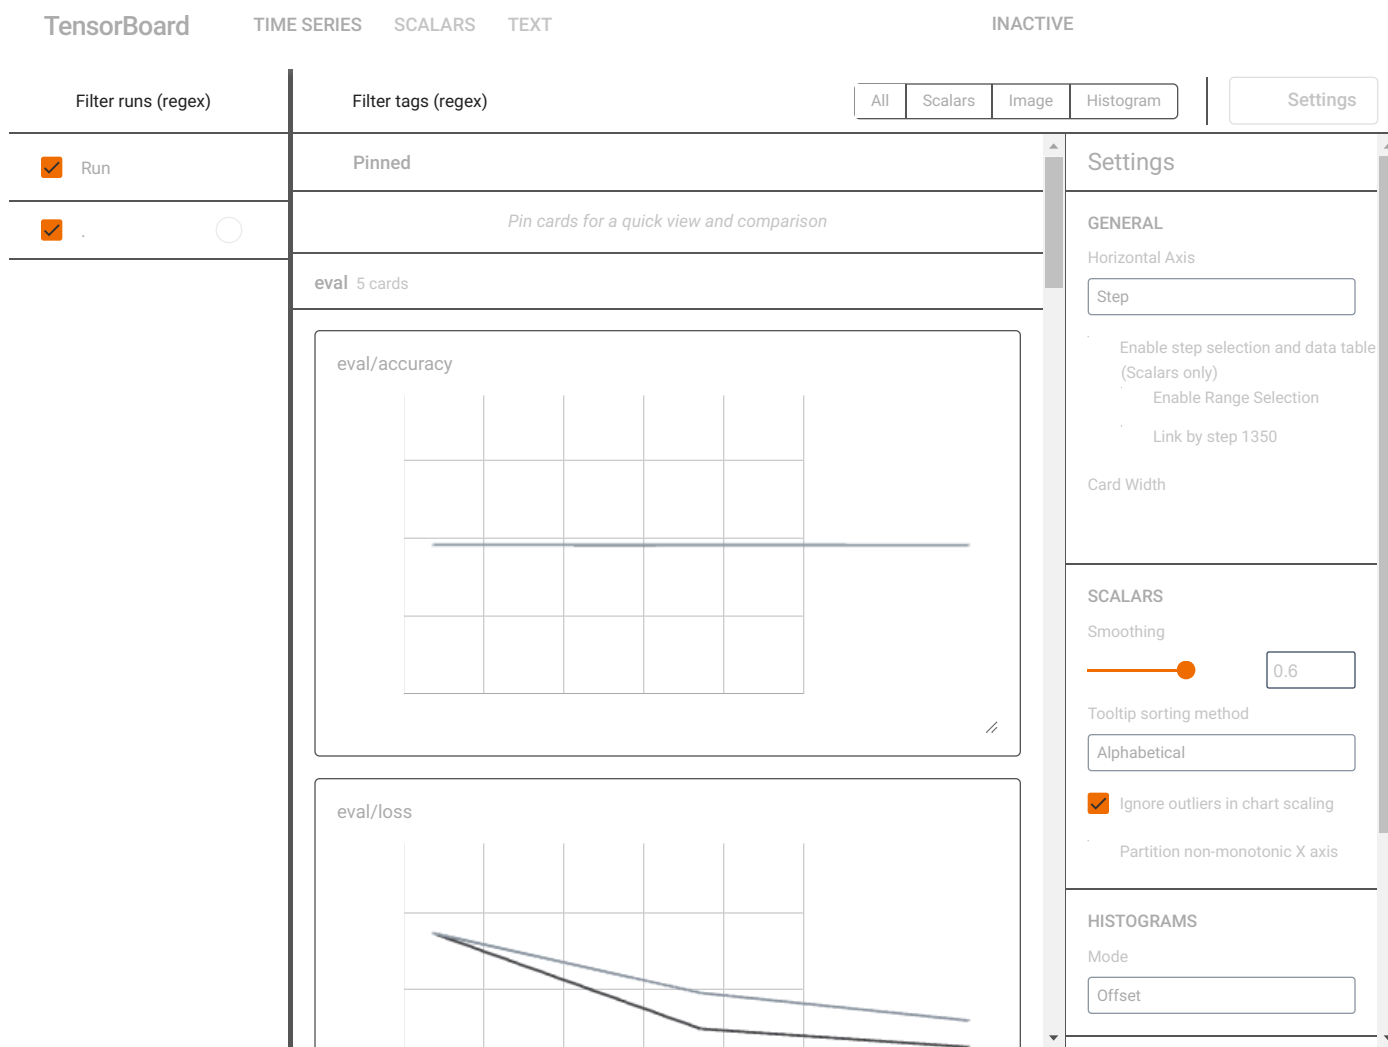 TensorBoard TIME SERIES SCALARS TEXT INACTIVE
Filter runs (regex)
Filter tags (regex)
All Scalars Image Histogram
Settings
Run
.
Pinned
Pin cards for a quick view and comparison
eval 5 cards
eval/accuracy
eval/loss
Settings
GENERAL
Horizontal Axis
Step
Enable step selection and data table
(Scalars only)
Enable Range Selection
Link by step 1350
Card Width
SCALARS
Smoothing
0.6
Tooltip sorting method
Alphabetical
Ignore outliers in chart scaling
Partition non-monotonic X axis
HISTOGRAMS
Mode
Offset